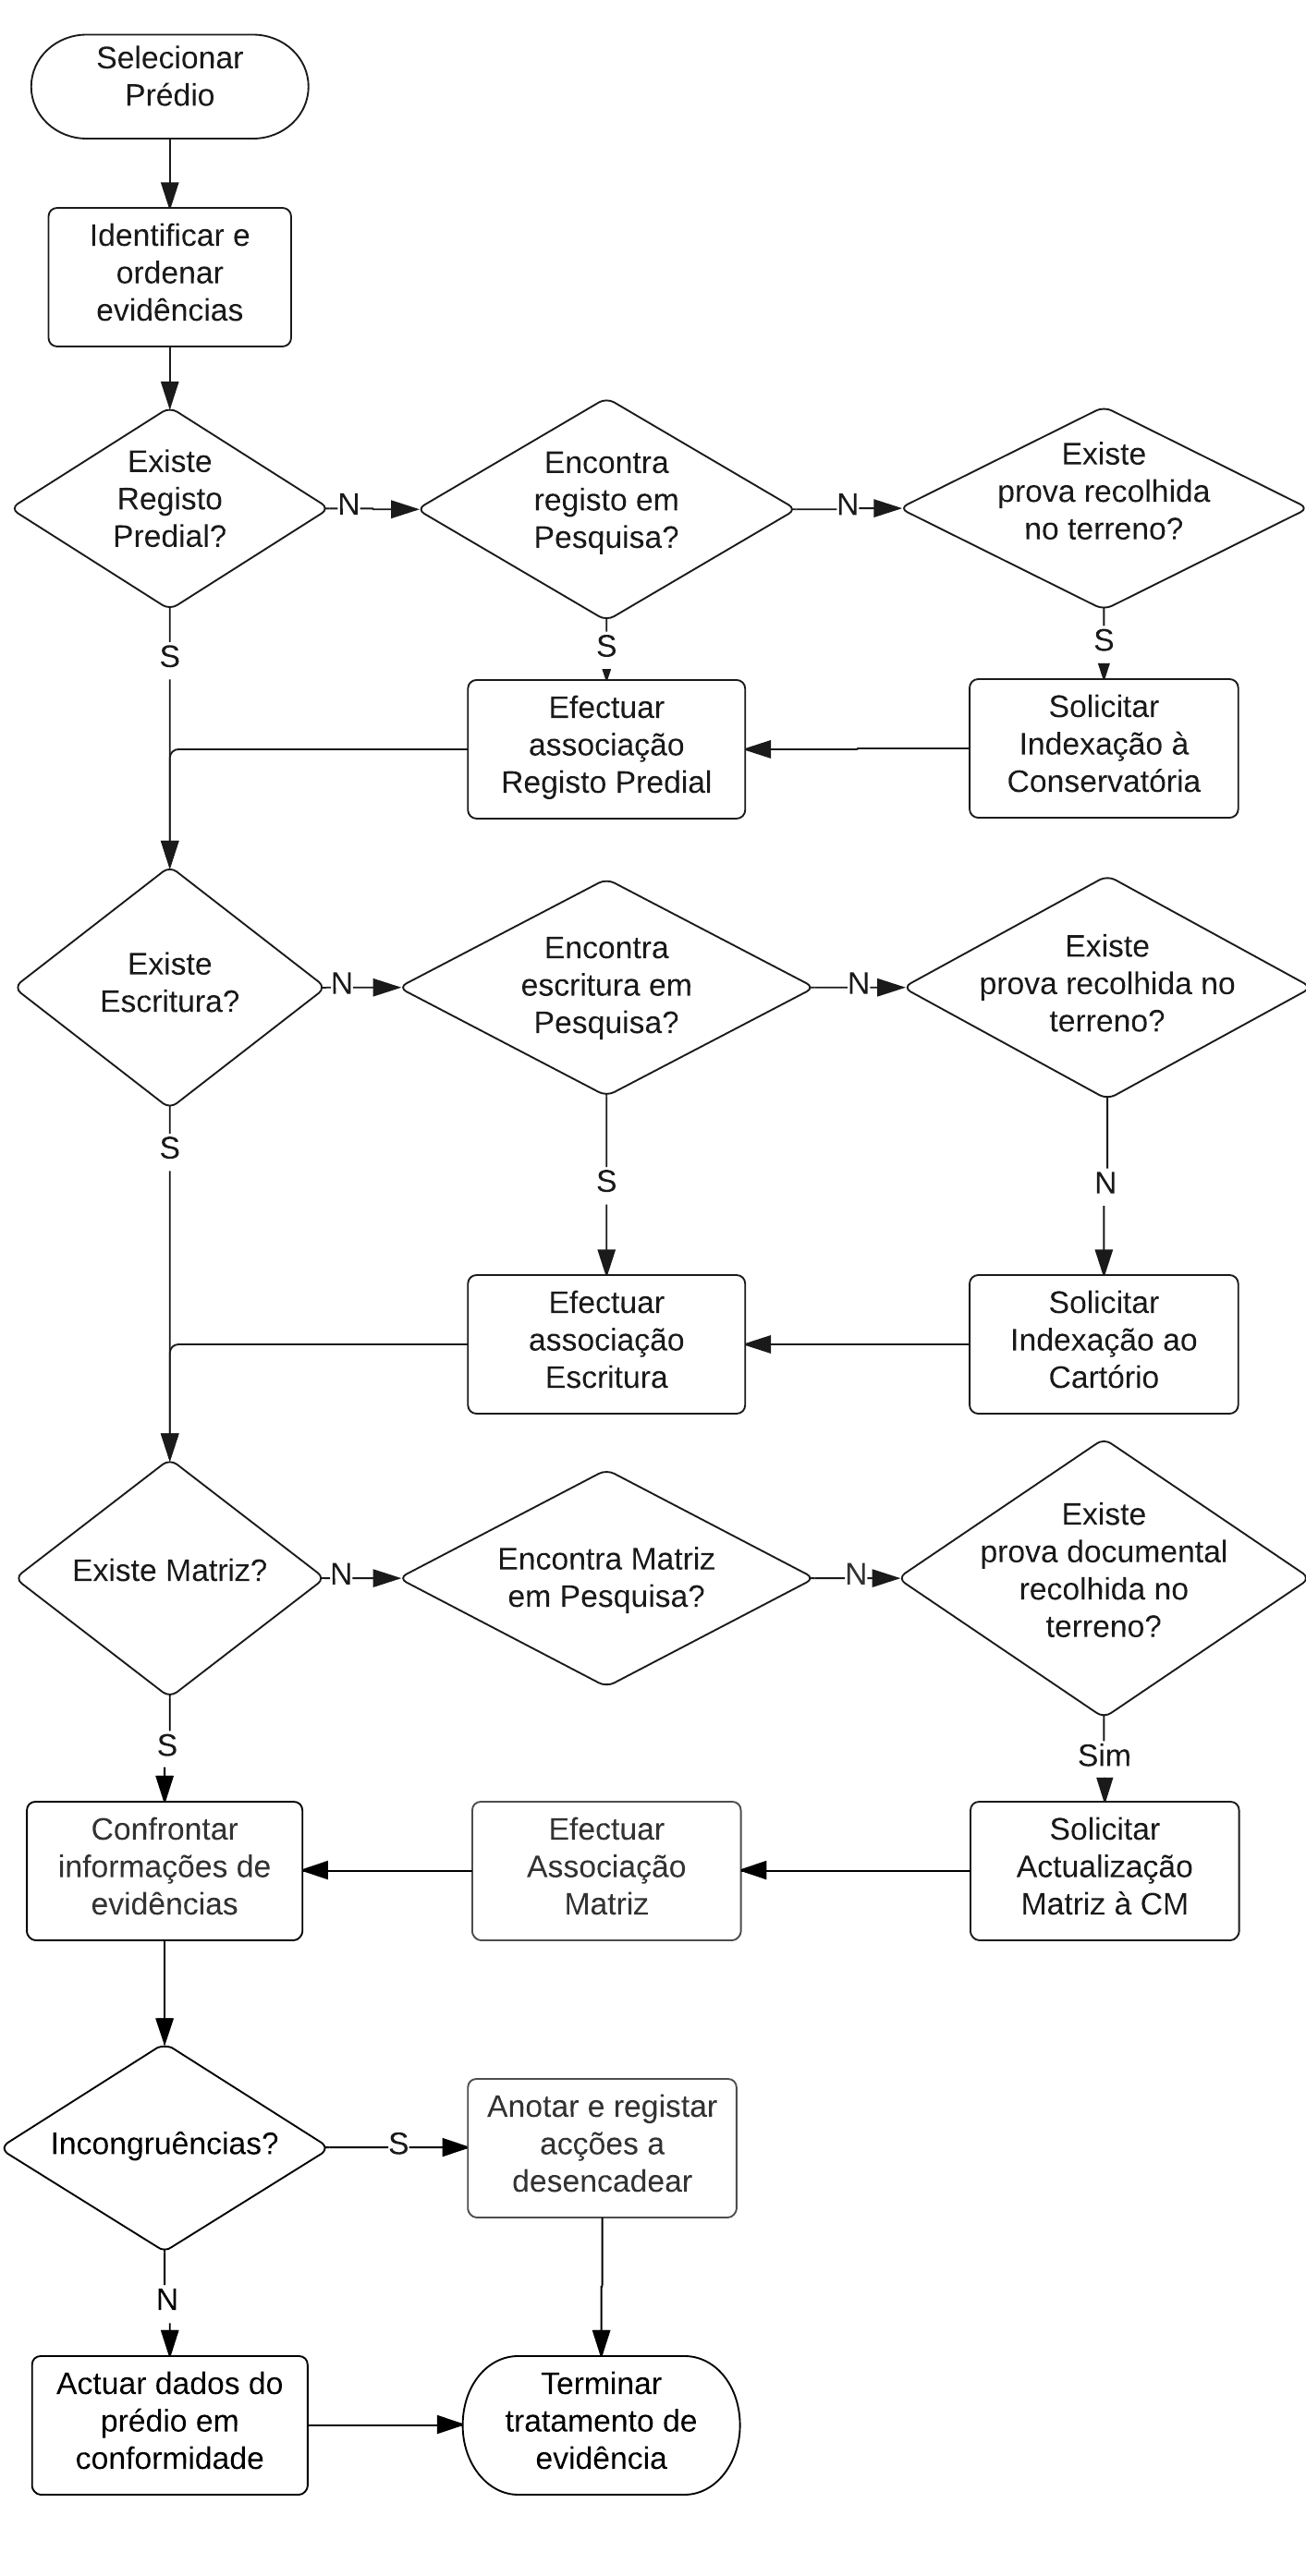 Selecionar
Prédio
Identificar e
ordenar
evidências
Existe
Registo
Predial?
N
Encontra
registo em
Pesquisa?
N
Existe
prova recolhida
no terreno?
S
S
S
Efectuar
associação
Registo Predial
Solicitar
Indexação à
Conservatória
Existe
Escritura?
N
Encontra
escritura em
Pesquisa?
N
Existe
prova recolhida no
terreno?
S
S
N
Efectuar
associação
Escritura
Solicitar
Indexação ao
Cartório
Existe Matriz?
N
Encontra Matriz
em Pesquisa?
N
Existe
prova documental
recolhida no
terreno?
S
Sim
Confrontar
informações de
evidências
Efectuar
Associação
Matriz
Solicitar
Actualização
Matriz à CM
Incongruências?
S
Anotar e registar
acções a
desencadear
N
Actuar dados do
prédio em
conformidade
Terminar
tratamento de
evidência